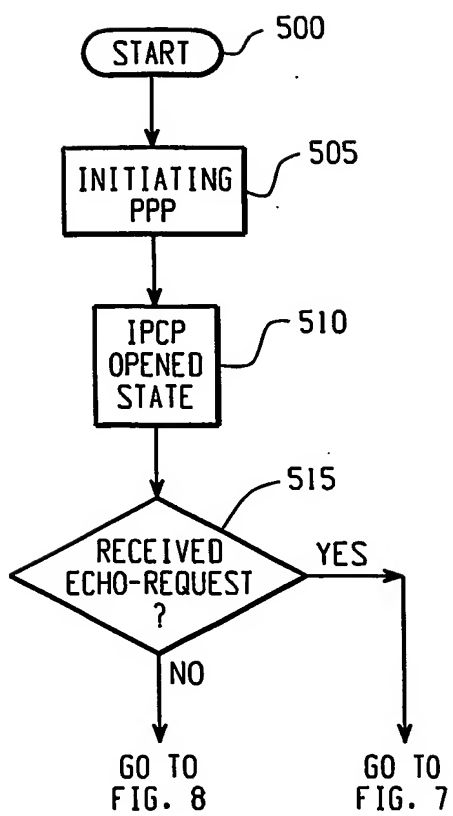 START
500
INITIATING
PPP
505
IPCP
OPENED
STATE
510
RECEIVED
ECHO-REQUEST
?
515
YES
NO
GO TO
FIG. 8
GO TO
FIG. 7